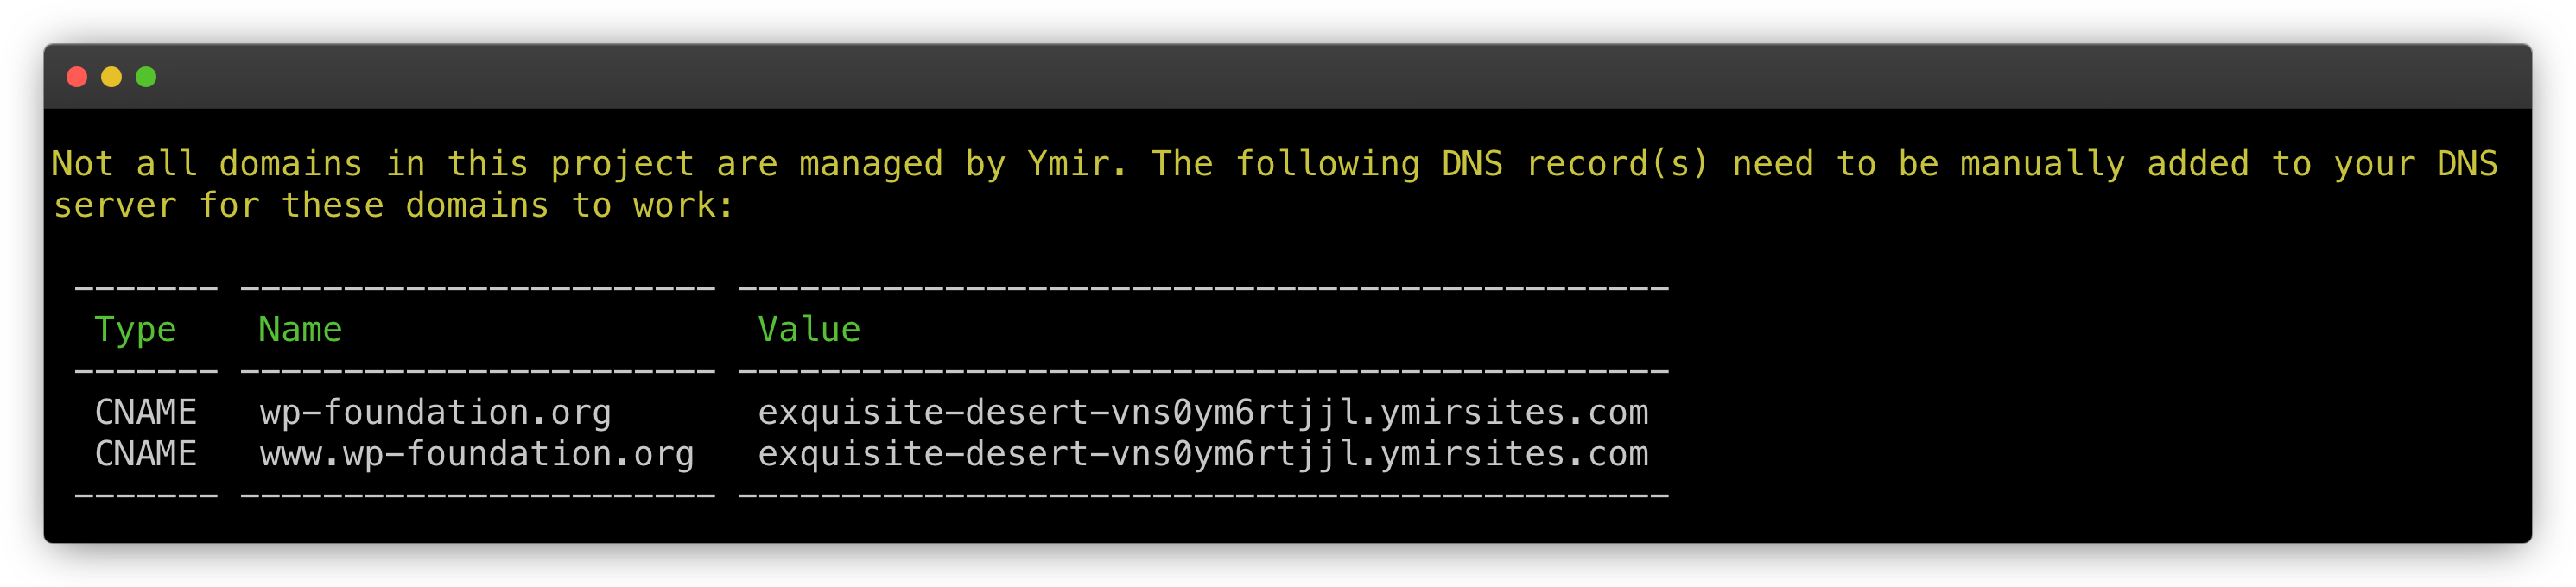 Not all domains in this project are managed by Ymir. The following DNS record(s) need to be manually added to your DNS
server for these domains to work:
------- ----------------------- ---------------------------------------------
Type Name Value
------- ----------------------- ---------------------------------------------
CNAME wp-foundation.org exquisite-desert-vns0ym6rtjjl.ymirsites.com
CNAME www.wp-foundation.org exquisite-desert-vns0ym6rtjjl.ymirsites.com
------- ----------------------- ---------------------------------------------